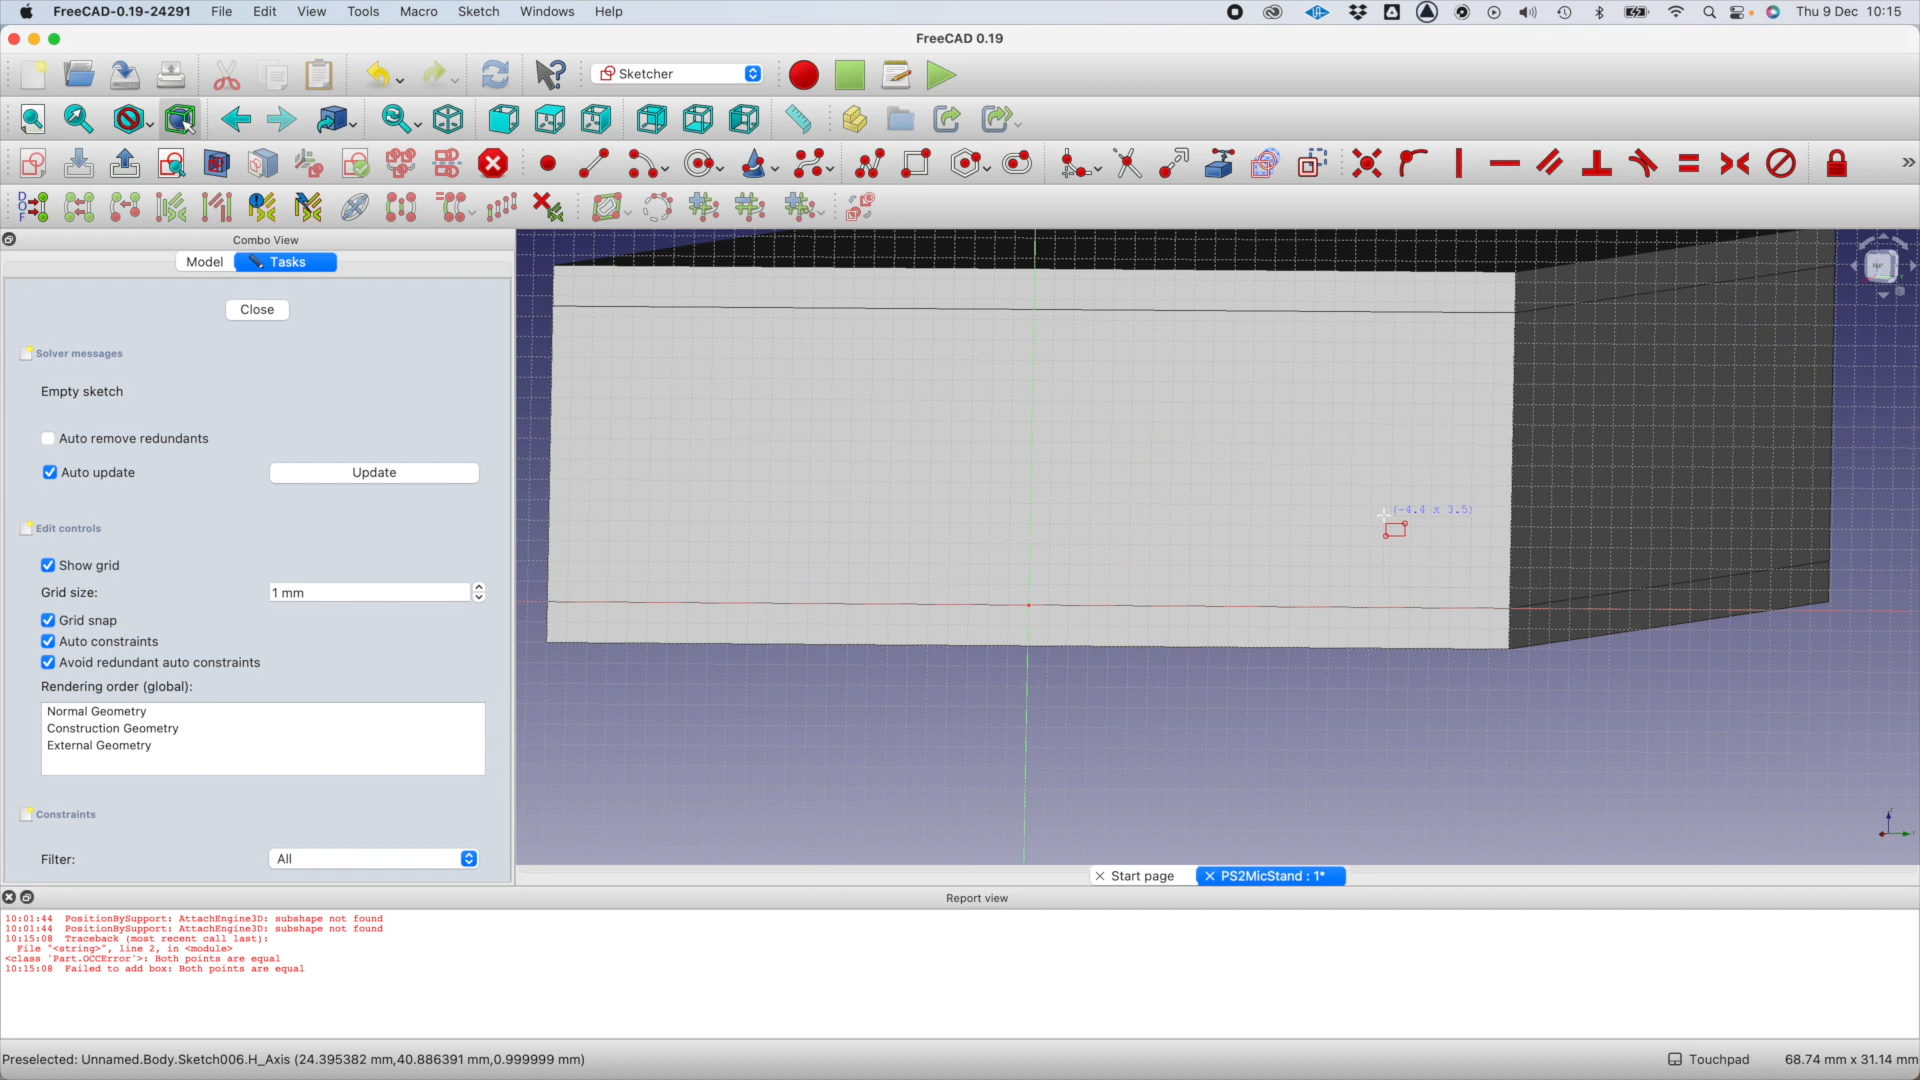 FreeCAD-0.19-24291 File Edit View Tools Macro Sketch Windows Help Thu 9 Dec 10:15
FreeCAD 0.19
Sketcher
Combo View
Model Tasks
Close
Solver messages
Empty sketch
Auto remove redundants
Auto update Update
Edit controls
Show grid
Grid size: 1 mm
Grid snap
Auto constraints
Avoid redundant auto constraints
Rendering order (global):
Normal Geometry
Construction Geometry
External Geometry
Constraints
Filter: All
(-4.4 x 3.5)
Start page PS2MicStand : 1*
Report view
10:01:44 PositionBySupport: AttachEngine3D: subshape not found
10:01:44 PositionBySupport: AttachEngine3D: subshape not found
10:15:08 Traceback (most recent call last):
File "<string>", line 2, in <module>
<class 'Part.OCCError'>: Both points are equal
10:15:08 Failed to add box: Both points are equal
Preselected: Unnamed.Body.Sketch006.H_Axis (24.395382 mm,40.886391 mm,0.999999 mm) Touchpad 68.74 mm x 31.14 mm